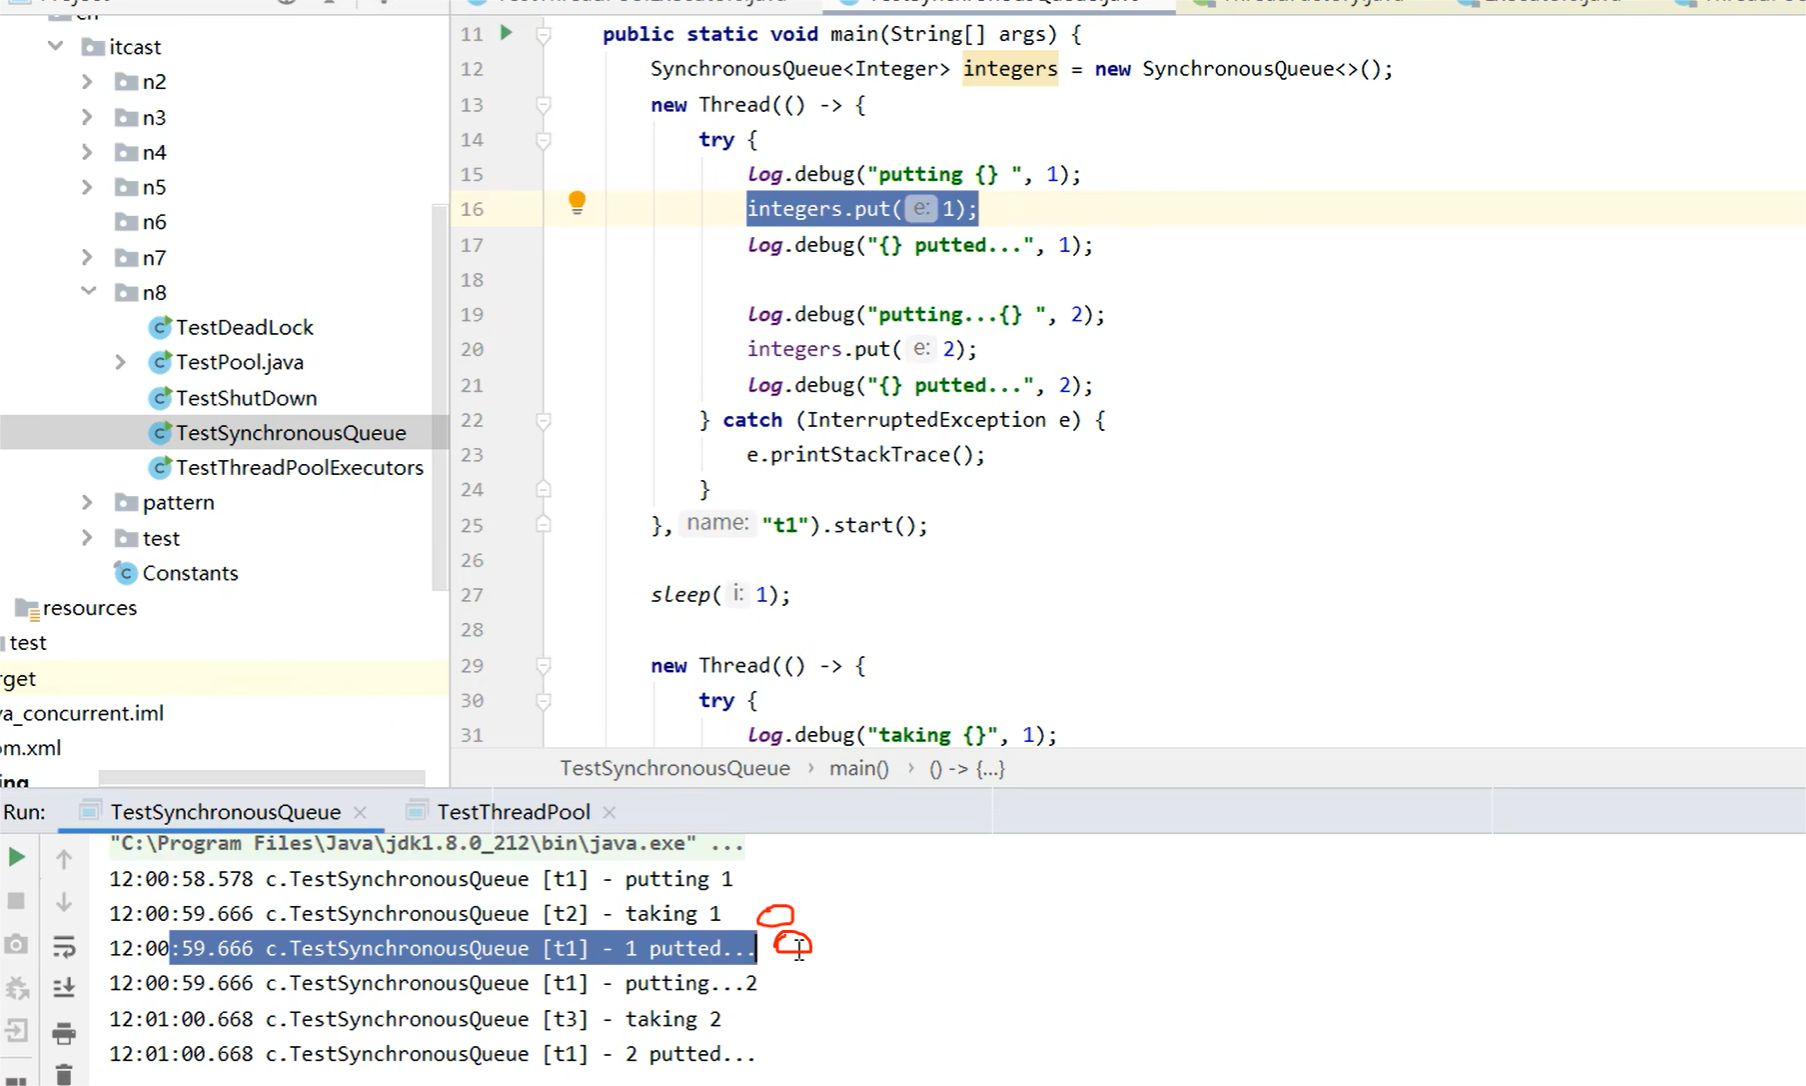 itcast
n2
n3
n4
n5
n6
n7
n8
TestDeadLock
TestPool.java
TestShutDown
TestSynchronousQueue
TestThreadPoolExecutors
pattern
test
Constants
resources
test
rget
va_concurrent.iml
om.xml
ing
11 public static void main(String[] args) {
12 SynchronousQueue<Integer> integers = new SynchronousQueue<>();
13 new Thread(() -> {
14 try {
15 log.debug("putting {} ", 1);
16 integers.put( e: 1);
17 log.debug("{} putted...", 1);
18
19 log.debug("putting...{} ", 2);
20 integers.put( e: 2);
21 log.debug("{} putted...", 2);
22 } catch (InterruptedException e) {
23 e.printStackTrace();
24 }
25 }, name: "t1").start();
26
27 sleep( i: 1);
28
29 new Thread(() -> {
30 try {
31 log.debug("taking {}", 1);
TestSynchronousQueue › main() › () -> {...}
Run: TestSynchronousQueue × TestThreadPool ×
"C:\Program Files\Java\jdk1.8.0_212\bin\java.exe" ...
12:00:58.578 c.TestSynchronousQueue [t1] - putting 1
12:00:59.666 c.TestSynchronousQueue [t2] - taking 1
12:00:59.666 c.TestSynchronousQueue [t1] - 1 putted...
12:00:59.666 c.TestSynchronousQueue [t1] - putting...2
12:01:00.668 c.TestSynchronousQueue [t3] - taking 2
12:01:00.668 c.TestSynchronousQueue [t1] - 2 putted...